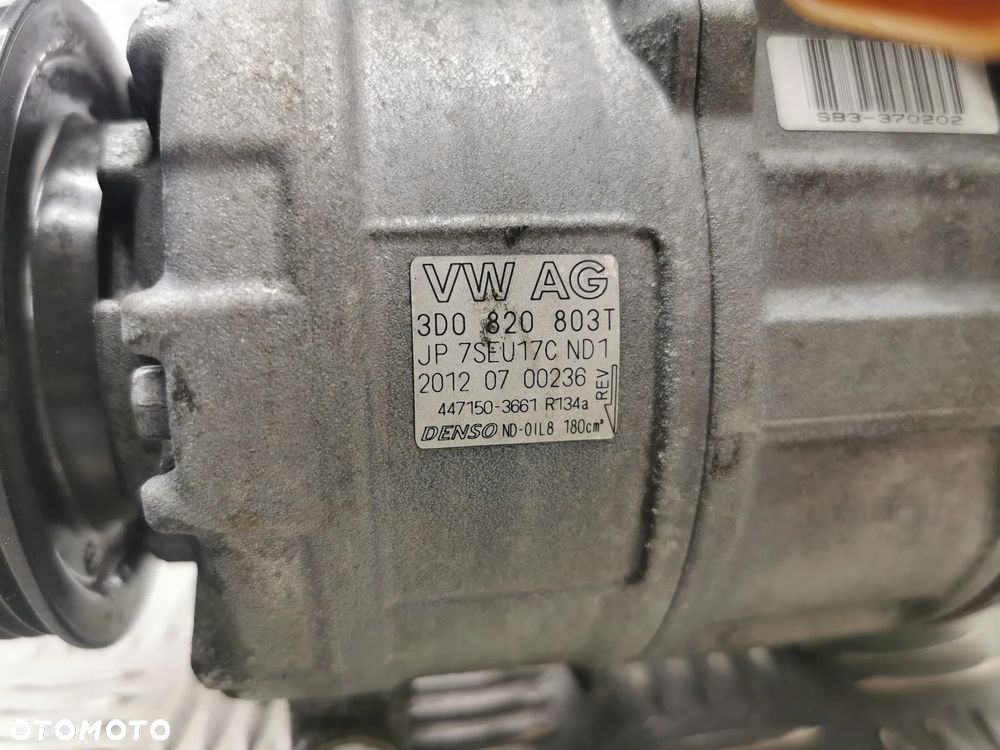 SB3-370202
VW AG
3D0 820 803T
JP 7SEU17C ND1
2012 07 00236
REV
447150-3661 R134a
DENSO ND-OIL8 180cm³
OTOMOTO